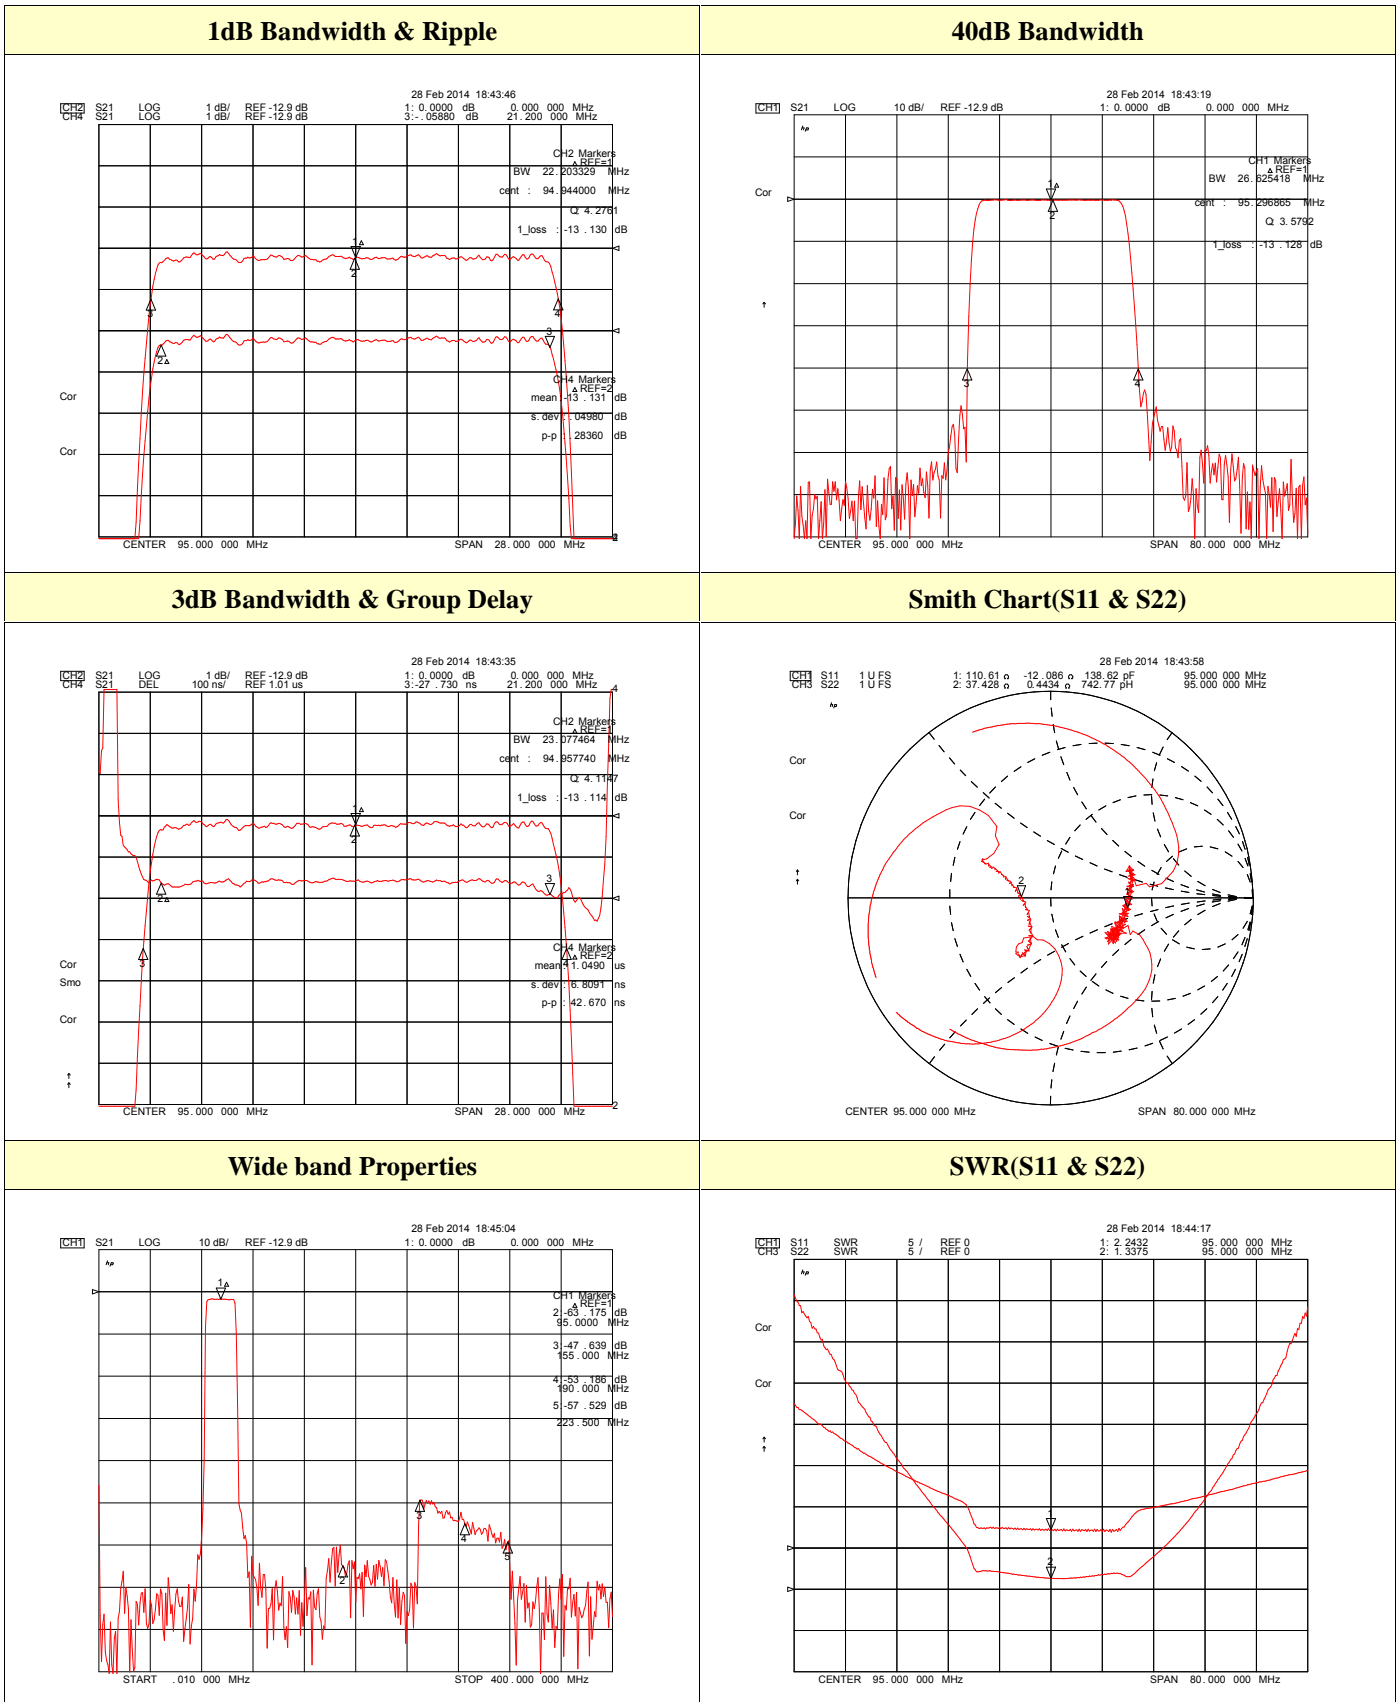 1dB Bandwidth & Ripple
28 Feb 2014 18:43:46
CH2 S21 LOG 1 dB/ REF -12.9 dB 1: 0.0000 dB 0.000 000 MHz
CH4 S21 LOG 1 dB/ REF -12.9 dB 3:-.05880 dB 21.200 000 MHz
CH2 Markers
▵ REF=1
BW: 22.203329 MHz
cent : 94.944000 MHz
Q: 4.2761
1_loss : -13.130 dB
CH4 Markers
▵ REF=2
mean: -13.131 dB
s.dev: .04980 dB
p-p : .28360 dB
Cor
Cor
CENTER 95.000 000 MHz SPAN 28.000 000 MHz
40dB Bandwidth
28 Feb 2014 18:43:19
CH1 S21 LOG 10 dB/ REF -12.9 dB 1: 0.0000 dB 0.000 000 MHz
hp
CH1 Markers
▵ REF=1
BW: 26.625418 MHz
Cor
cent : 95.296865 MHz
Q: 3.5792
1_loss : -13.128 dB
CENTER 95.000 000 MHz SPAN 80.000 000 MHz
3dB Bandwidth & Group Delay
28 Feb 2014 18:43:35
CH2 S21 LOG 1 dB/ REF -12.9 dB 1: 0.0000 dB 0.000 000 MHz
CH4 S21 DEL 100 ns/ REF 1.01 us 3:-27.730 ns 21.200 000 MHz
CH2 Markers
▵ REF=1
BW: 23.077464 MHz
cent : 94.957740 MHz
Q: 4.1147
1_loss : -13.114 dB
CH4 Markers
▵ REF=2
mean: 1.0490 us
s.dev: 6.8091 ns
p-p : 42.670 ns
Cor
Smo
Cor
CENTER 95.000 000 MHz SPAN 28.000 000 MHz
Smith Chart(S11 & S22)
28 Feb 2014 18:43:58
CH1 S11 1 U FS 1: 110.61 Ω -12.086 Ω 138.62 pF 95.000 000 MHz
CH3 S22 1 U FS 2: 37.428 Ω 0.4434 Ω 742.77 pH 95.000 000 MHz
hp
Cor
Cor
CENTER 95.000 000 MHz SPAN 80.000 000 MHz
Wide band Properties
28 Feb 2014 18:45:04
CH1 S21 LOG 10 dB/ REF -12.9 dB 1: 0.0000 dB 0.000 000 MHz
hp
CH1 Markers
▵ REF=1
2:-63.175 dB
95.0000 MHz
3:-47.639 dB
155.000 MHz
4:-53.186 dB
190.000 MHz
5:-57.529 dB
223.500 MHz
START .010 000 MHz STOP 400.000 000 MHz
SWR(S11 & S22)
28 Feb 2014 18:44:17
CH1 S11 SWR 5 / REF 0 1: 2.2432 95.000 000 MHz
CH3 S22 SWR 5 / REF 0 2: 1.3375 95.000 000 MHz
hp
Cor
Cor
CENTER 95.000 000 MHz SPAN 80.000 000 MHz